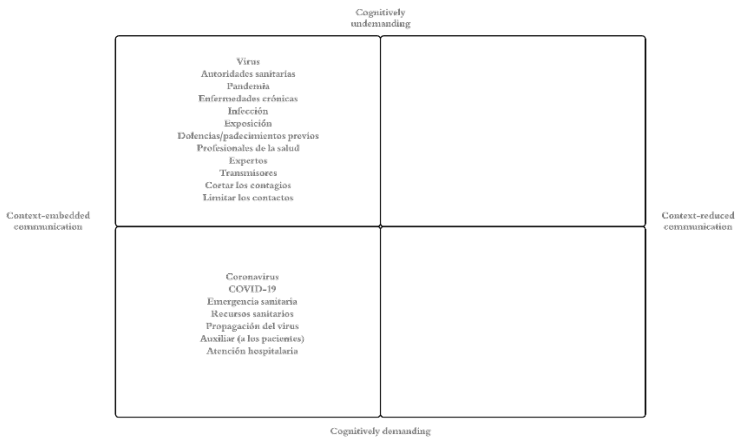 Cognitively
undemanding
Virus
Autoridades sanitarias
Pandemia
Enfermedades crónicas
Infección
Exposición
Dolencias/padecimientos previos
Profesionales de la salud
Expertos
Transmisores
Cortar los contagios
Limitar los contactos
Context-embedded
communication
Context-reduced
communication
Coronavirus
COVID-19
Emergencia sanitaria
Recursos sanitarios
Propagación del virus
Auxiliar (a los pacientes)
Atención hospitalaria
Cognitively demanding